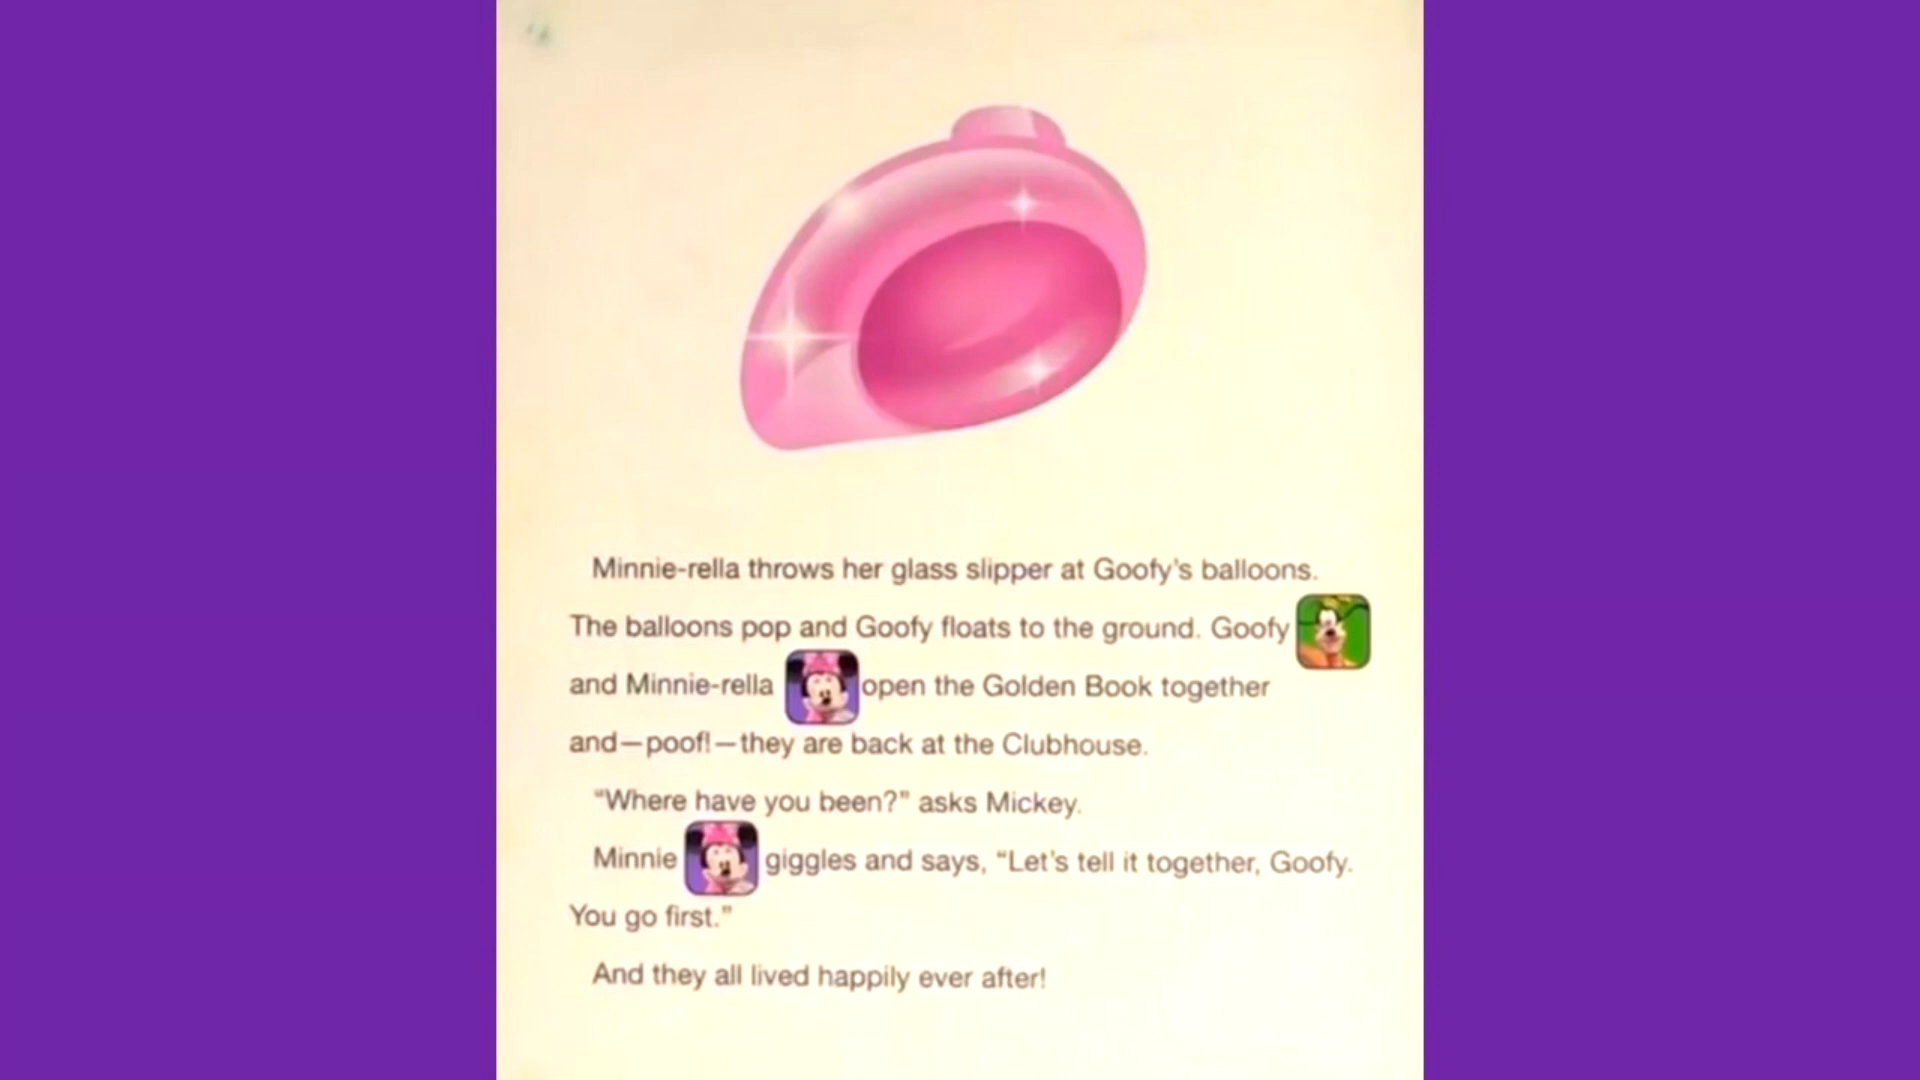 Minnie-rella throws her glass slipper at Goofy's balloons.
The balloons pop and Goofy floats to the ground. Goofy
and Minnie-rella open the Golden Book together
and—poof!—they are back at the Clubhouse.
"Where have you been?" asks Mickey.
Minnie giggles and says, "Let's tell it together, Goofy.
You go first."
And they all lived happily ever after!